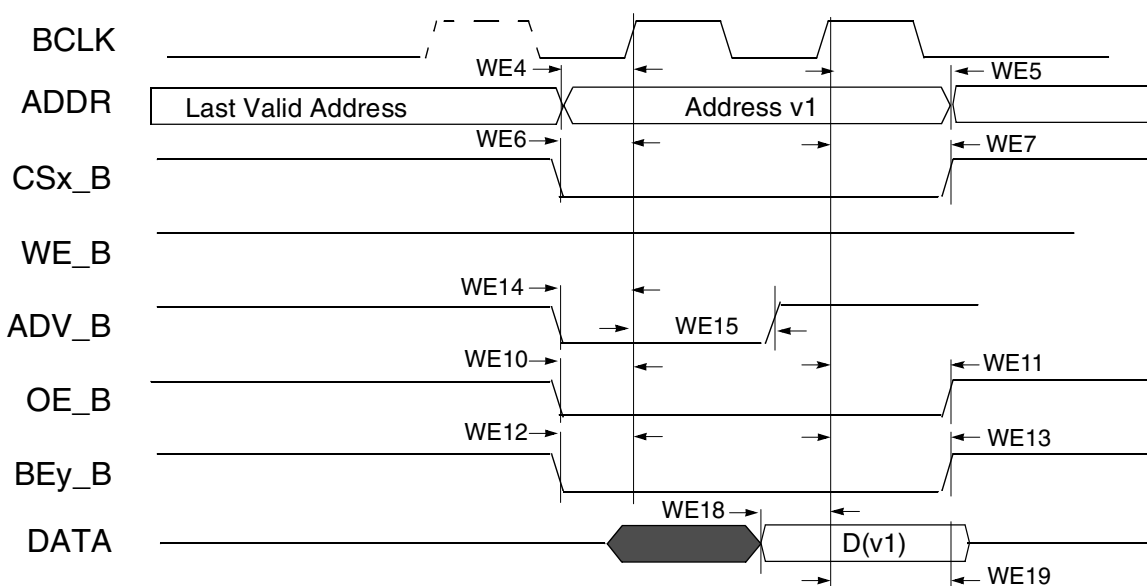 BCLK
WE4
WE5
ADDR
Last Valid Address
Address v1
WE6
WE7
CSx_B
WE_B
WE14
ADV_B
WE15
WE10
WE11
OE_B
WE12
WE13
BEy_B
WE18
DATA
D(v1)
WE19